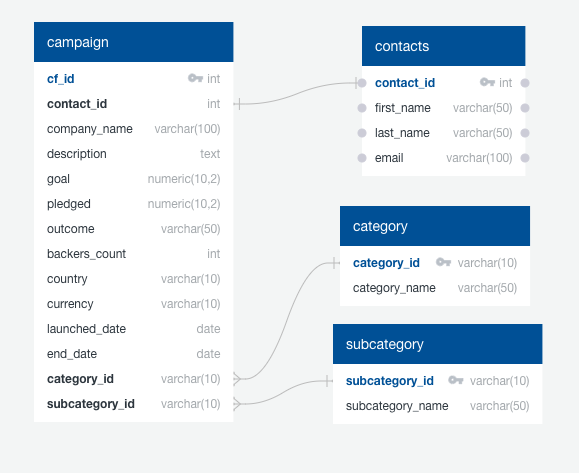 campaign
cf_id int
contact_id int
company_name varchar(100)
description text
goal numeric(10,2)
pledged numeric(10,2)
outcome varchar(50)
backers_count int
country varchar(10)
currency varchar(10)
launched_date date
end_date date
category_id varchar(10)
subcategory_id varchar(10)
contacts
contact_id int
first_name varchar(50)
last_name varchar(50)
email varchar(100)
category
category_id varchar(10)
category_name varchar(50)
subcategory
subcategory_id varchar(10)
subcategory_name varchar(50)